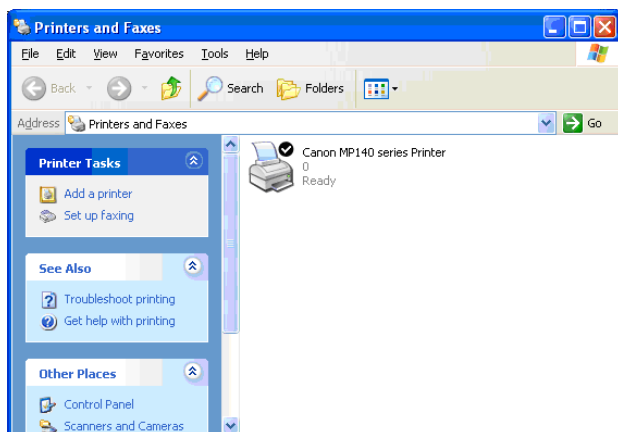 Printers and Faxes
File Edit View Favorites Tools Help
Back Search Folders
Address Printers and Faxes Go
Printer Tasks
Add a printer
Set up faxing
See Also
Troubleshoot printing
Get help with printing
Other Places
Control Panel
Scanners and Cameras
Canon MP140 series Printer
0
Ready